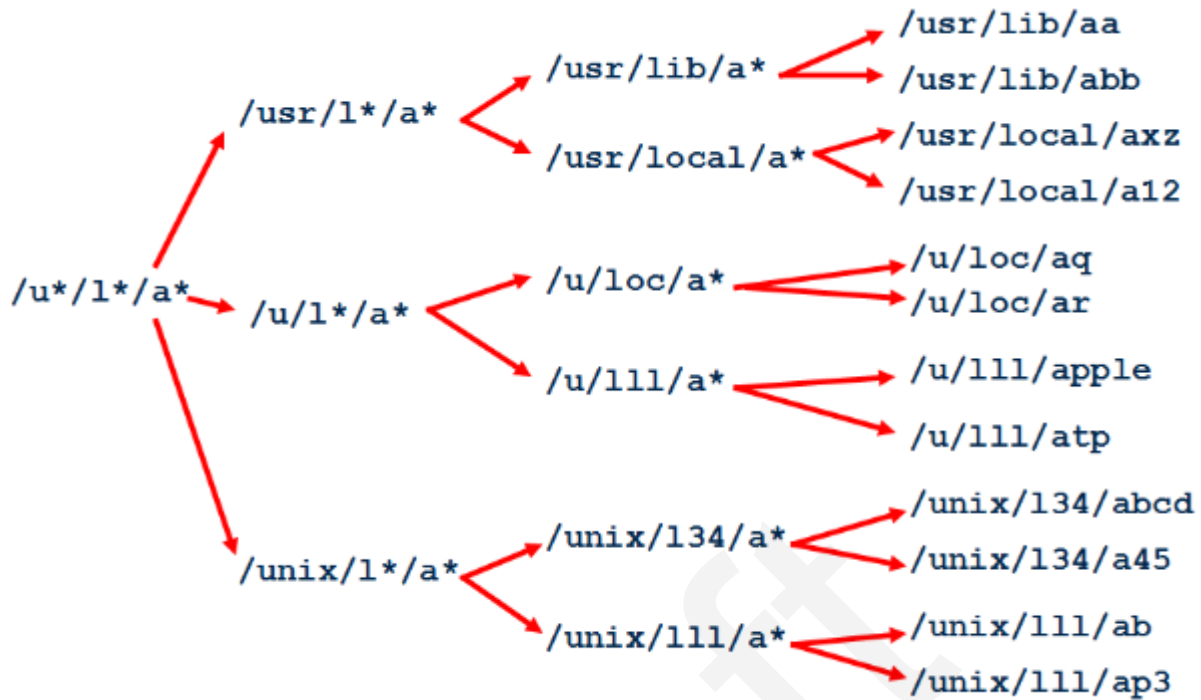 /u*/l*/a*
/usr/l*/a*
/u/l*/a*
/unix/l*/a*
/usr/lib/a*
/usr/local/a*
/u/loc/a*
/u/lll/a*
/unix/l34/a*
/unix/lll/a*
/usr/lib/aa
/usr/lib/abb
/usr/local/axz
/usr/local/a12
/u/loc/aq
/u/loc/ar
/u/lll/apple
/u/lll/atp
/unix/l34/abcd
/unix/l34/a45
/unix/lll/ab
/unix/lll/ap3
ft